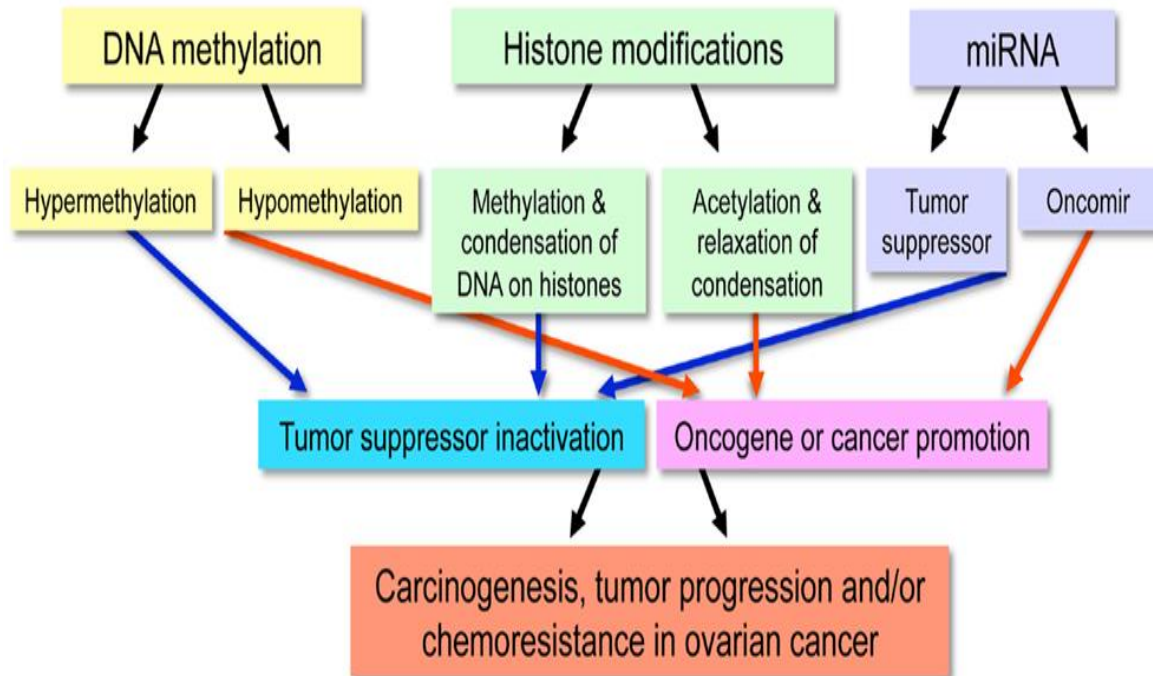 DNA methylation
Histone modifications
miRNA
Hypermethylation
Hypomethylation
Methylation &
condensation of
DNA on histones
Acetylation &
relaxation of
condensation
Tumor
suppressor
Oncomir
Tumor suppressor inactivation
Oncogene or cancer promotion
Carcinogenesis, tumor progression and/or
chemoresistance in ovarian cancer